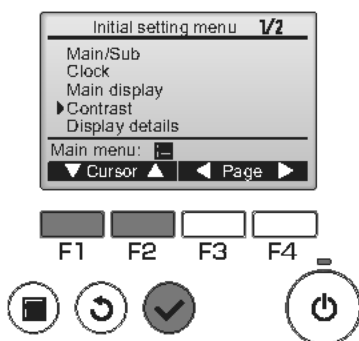 Initial setting menu 1/2
Main/Sub
Clock
Main display
Contrast
Display details
Main menu:
Cursor Page
F1 F2 F3 F4